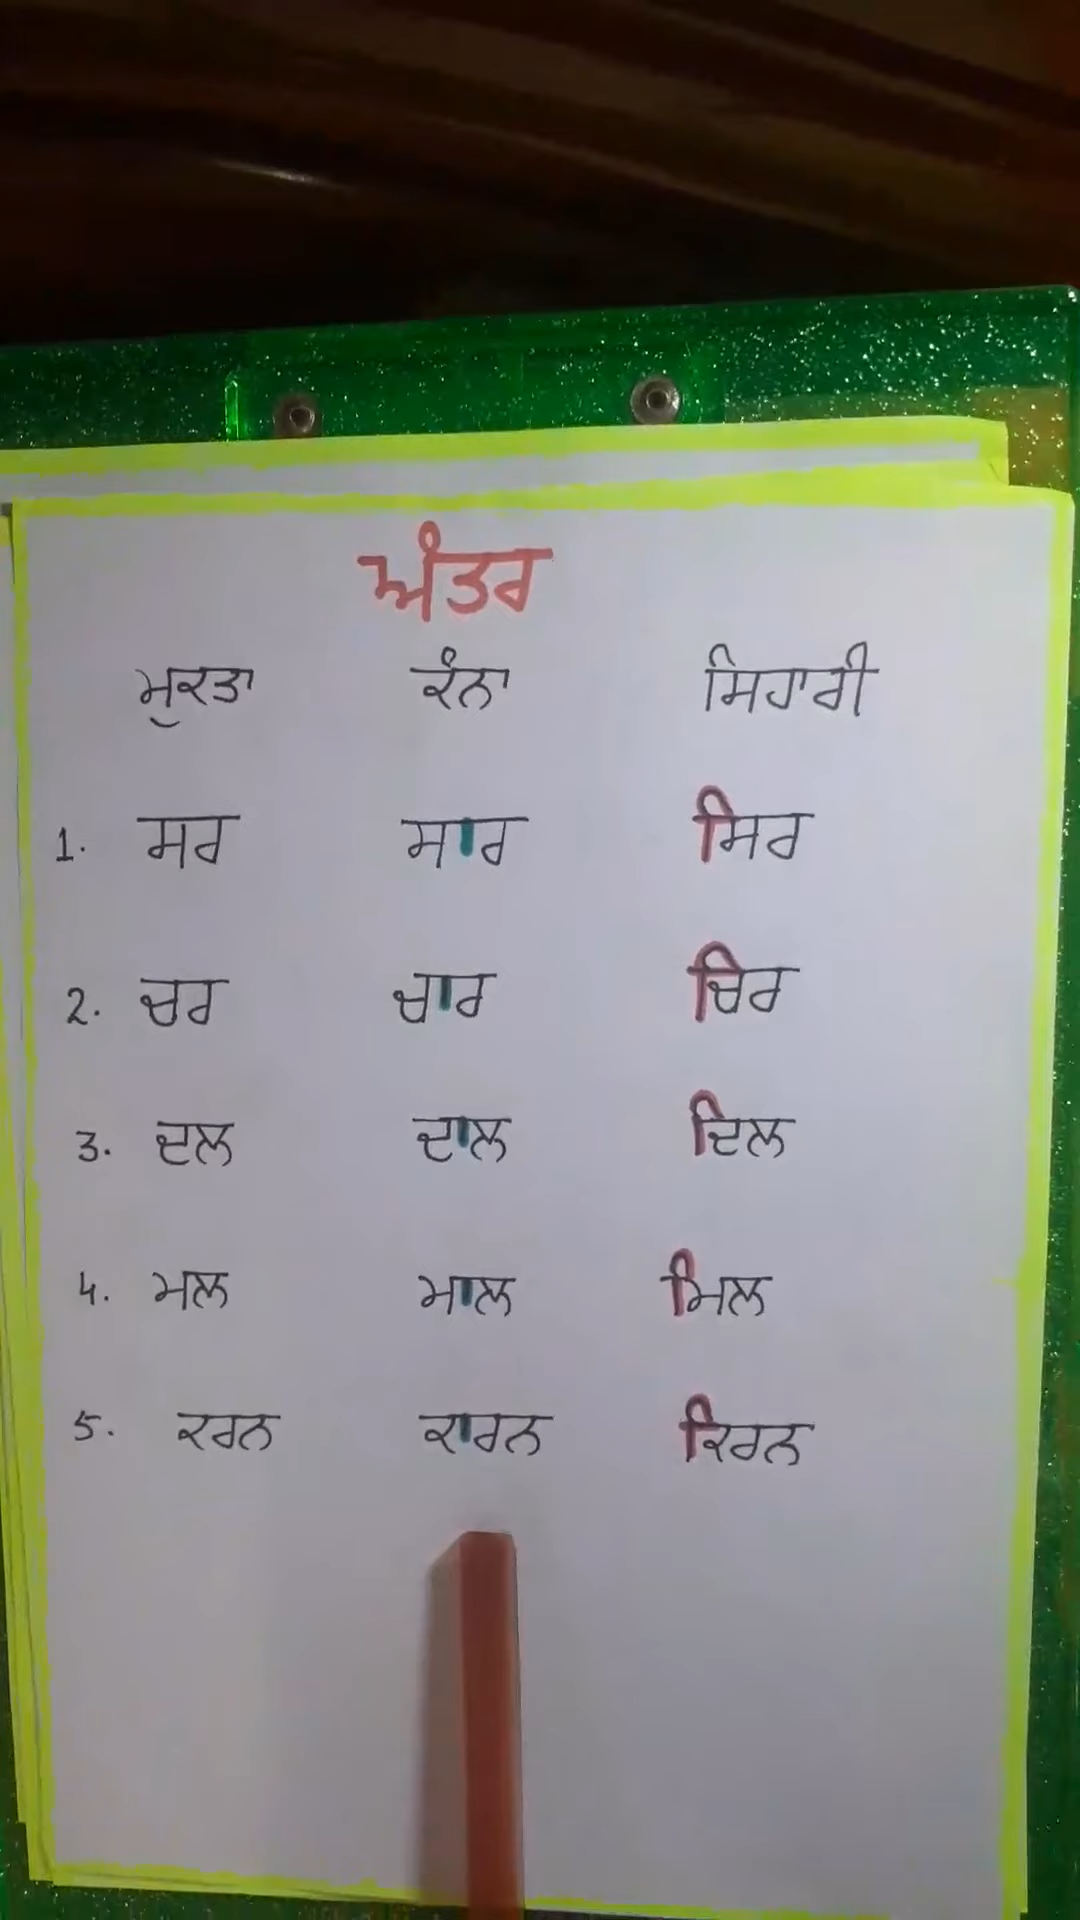 ਅੰਤਰ
ਮੁਕਤਾ ਕੰਨਾ ਸਿਹਾਰੀ
1. ਸਰ ਸਾਰ ਸਿਰ
2. ਚਰ ਚਾਰ ਚਿਰ
3. ਦਲ ਦਾਲ ਦਿਲ
4. ਮਲ ਮਾਲ ਮਿਲ
5. ਕਰਨ ਕਾਰਨ ਕਿਰਨ